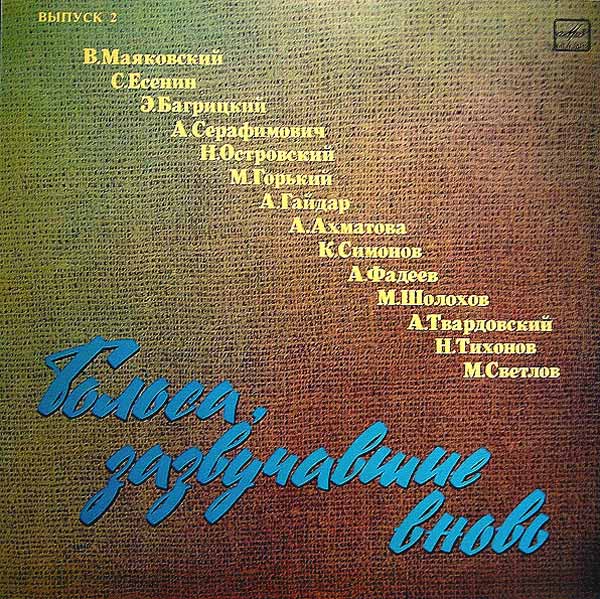 ВЫПУСК 2
В.Маяковский
С.Есенин
Э.Багрицкий
А.Серафимович
Н.Островский
М.Горький
А.Гайдар
А.Ахматова
К.Симонов
А.Фадеев
М.Шолохов
А.Твардовский
Н.Тихонов
М.Светлов
Голоса,
зазвучавшие
вновь